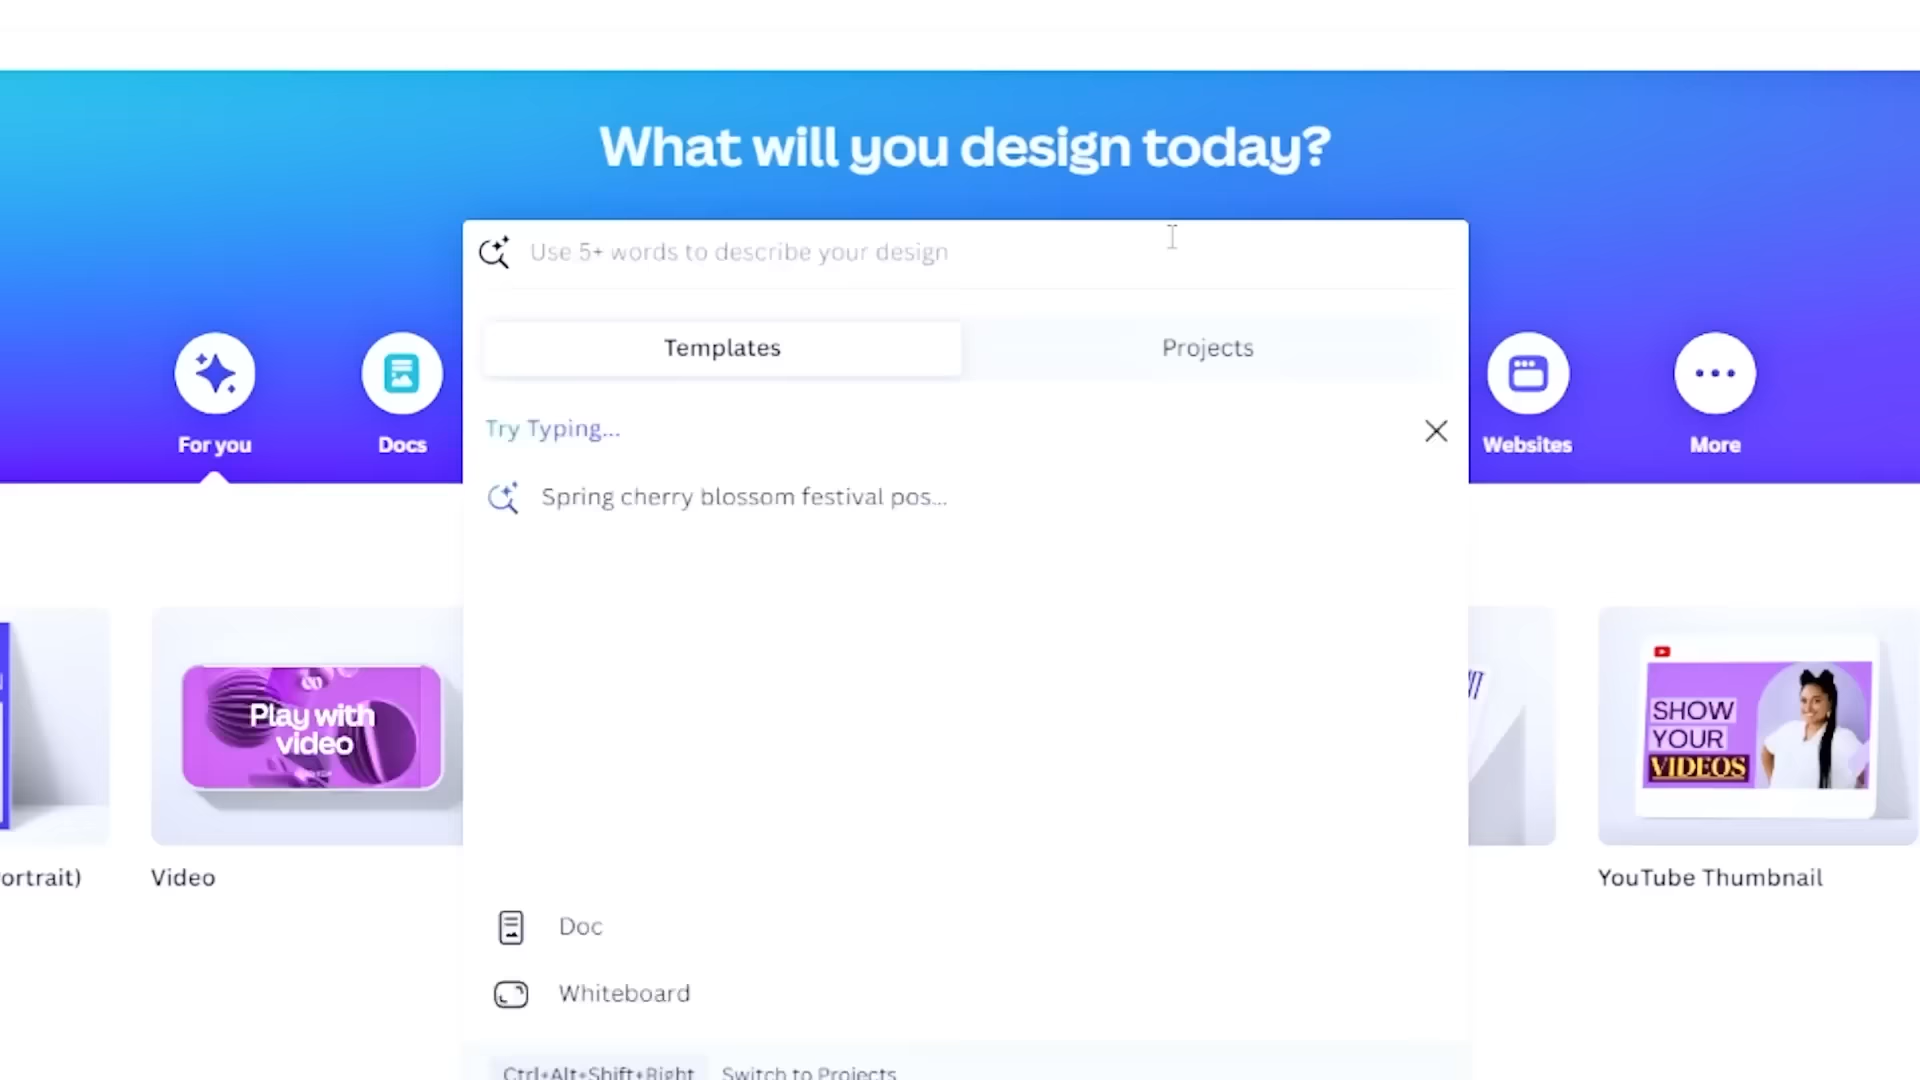 What will you design today?
Use 5+ words to describe your design
Templates
Projects
Try Typing...
Spring cherry blossom festival pos...
For you
Docs
Websites
More
Play with
video
SHOW
YOUR
VIDEOS
ortrait)
Video
YouTube Thumbnail
Doc
Whiteboard
Ctrl+Alt+Shift+Right
Switch to Projects